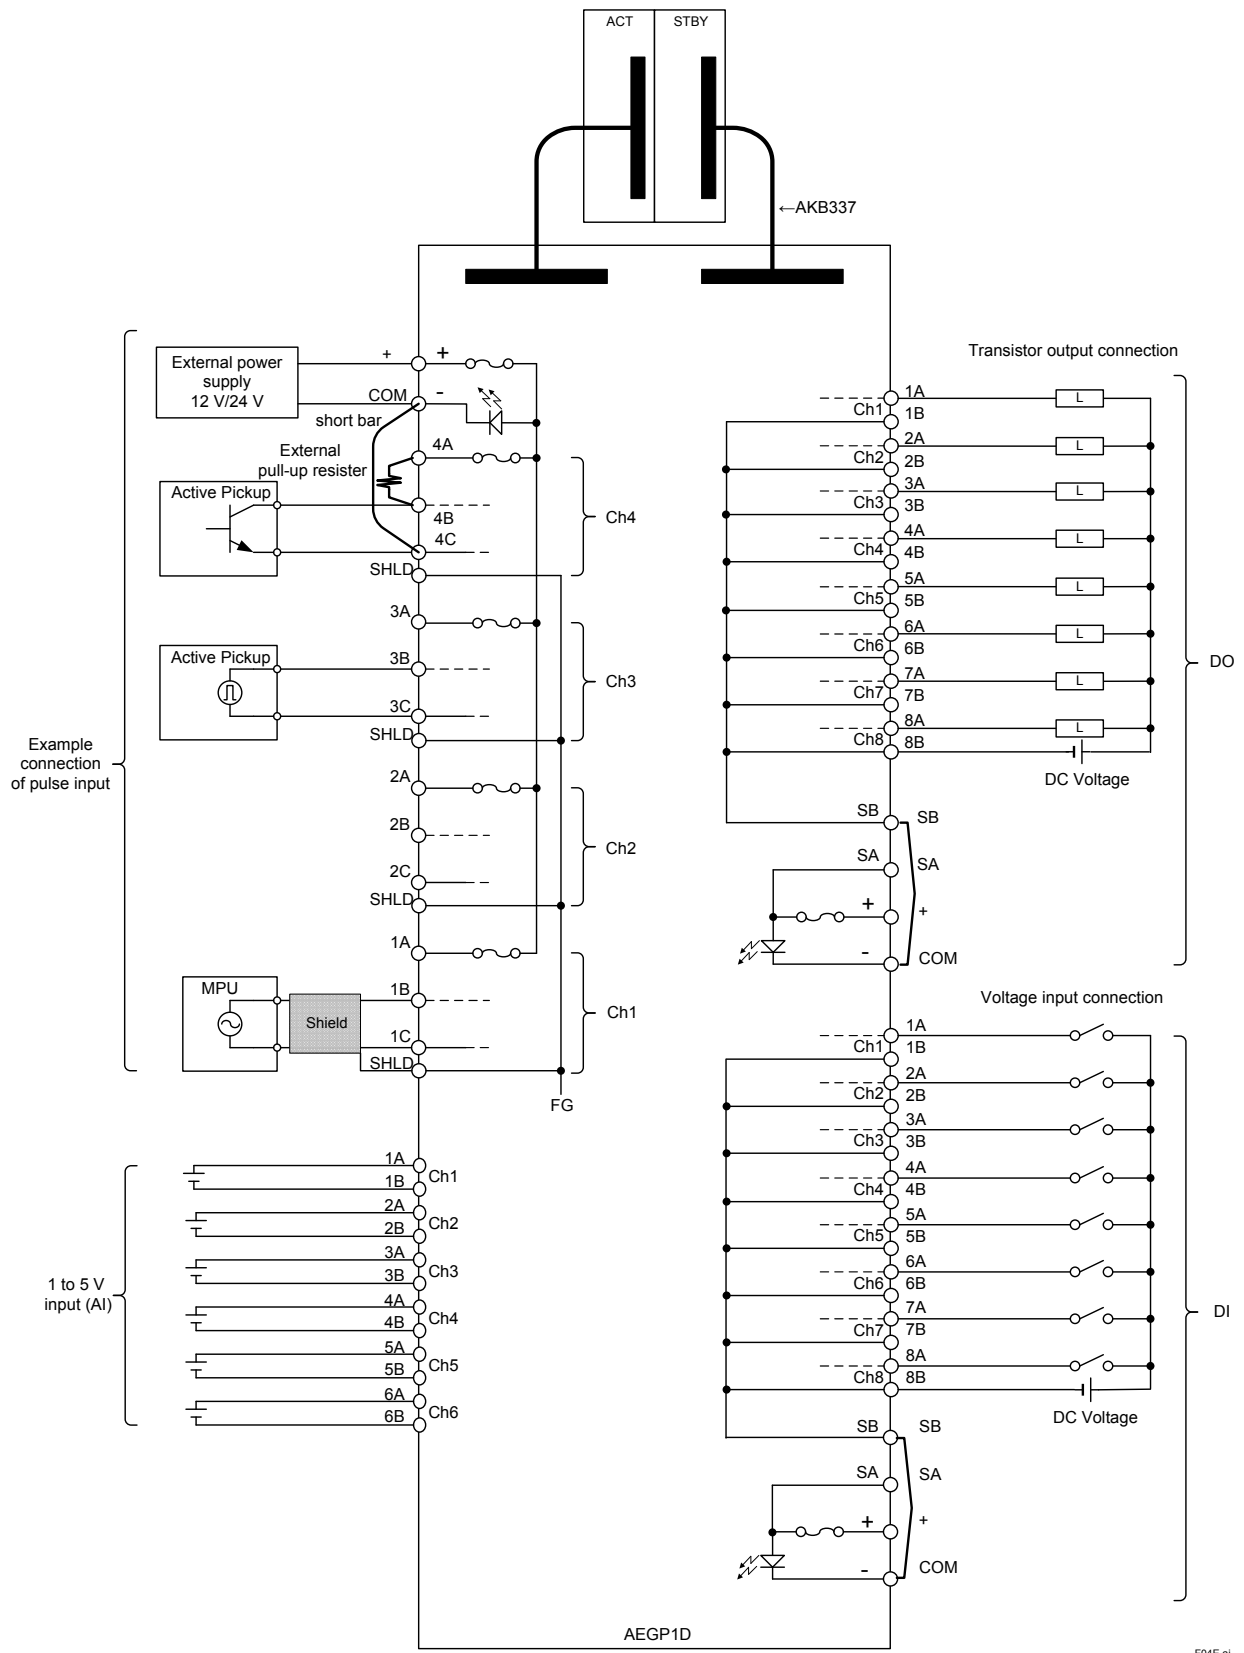 ACT STBY
←AKB337
External power
supply
12 V/24 V
+
+
COM
-
short bar
External
pull-up resister
4A
Active Pickup
4B
4C
SHLD
Ch4
3A
Active Pickup
3B
3C
SHLD
Ch3
Example
connection
of pulse input
2A
2B
2C
SHLD
Ch2
1A
MPU
Shield
1B
1C
SHLD
Ch1
FG
1 to 5 V
input (AI)
1A
1B
Ch1
2A
2B
Ch2
3A
3B
Ch3
4A
4B
Ch4
5A
5B
Ch5
6A
6B
Ch6
Transistor output connection
1A
L
Ch1
1B
2A
L
Ch2
2B
3A
L
Ch3
3B
4A
L
Ch4
4B
5A
L
Ch5
5B
6A
L
Ch6
6B
7A
L
Ch7
7B
8A
L
Ch8
8B
DC Voltage
DO
SB
SB
SA
SA
+
+
-
COM
Voltage input connection
1A
Ch1
1B
2A
Ch2
2B
3A
Ch3
3B
4A
Ch4
4B
5A
Ch5
5B
6A
Ch6
6B
7A
Ch7
7B
8A
Ch8
8B
DC Voltage
DI
SB
SB
SA
SA
+
+
-
COM
AEGP1D